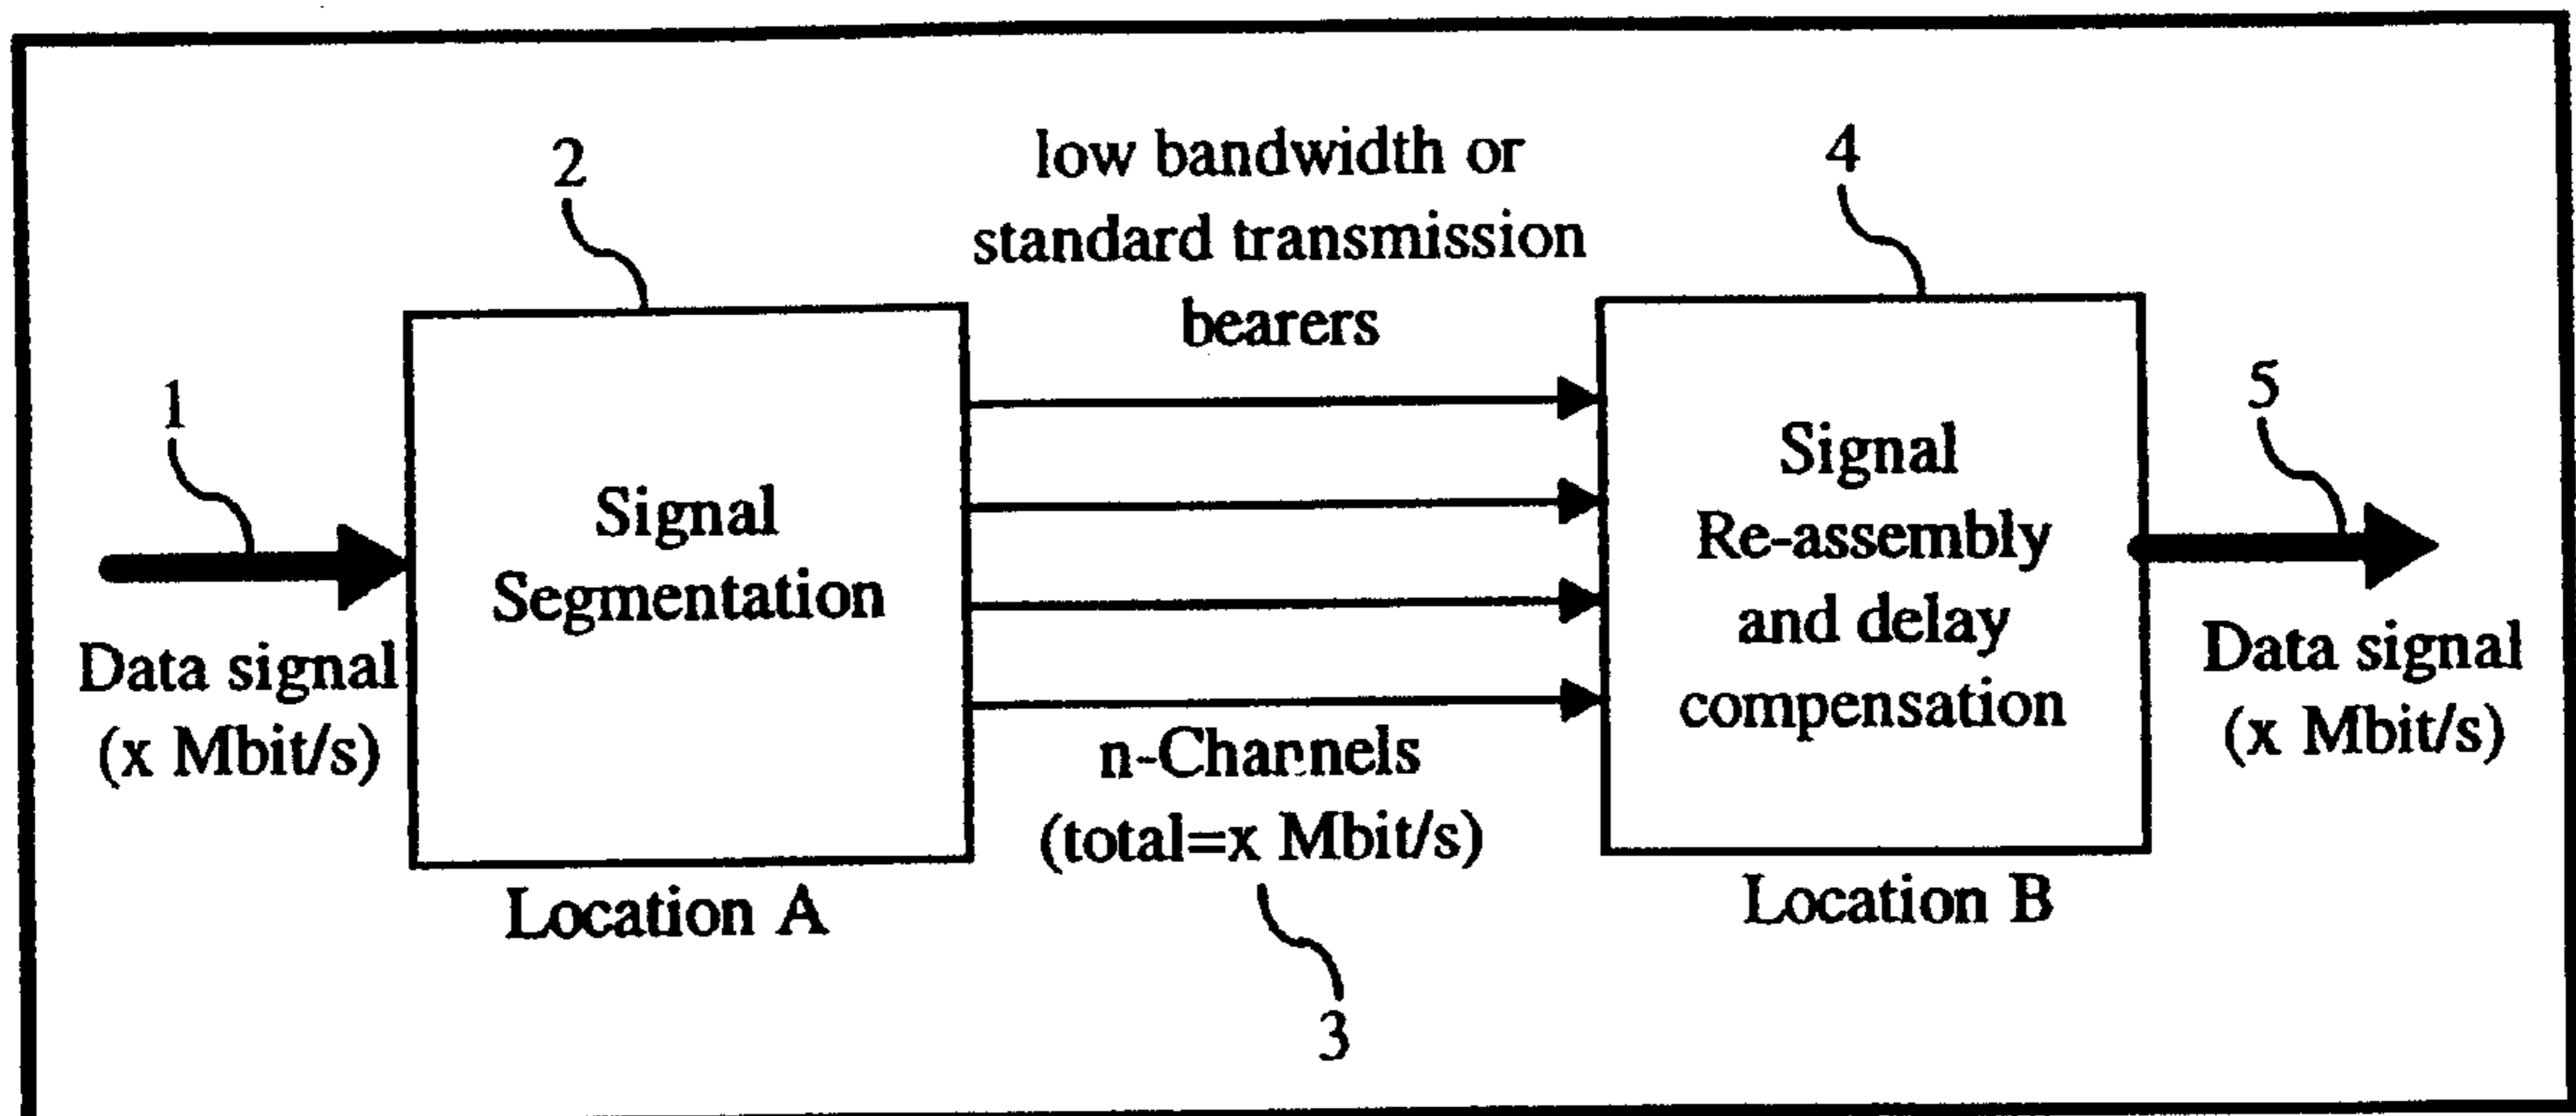 1
Data signal
(x Mbit/s)
2
Signal
Segmentation
Location A
low bandwidth or
standard transmission
bearers
n-Channels
(total=x Mbit/s)
3
4
Signal
Re-assembly
and delay
compensation
Location B
5
Data signal
(x Mbit/s)